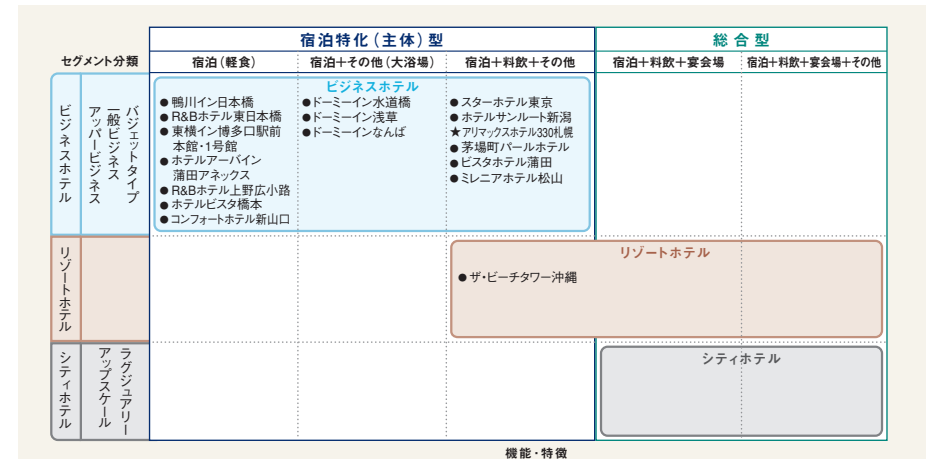 宿泊特化（主体）型
総合型
セグメント分類
宿泊（軽食）
宿泊＋その他（大浴場）
宿泊＋料飲＋その他
宿泊＋料飲＋宴会場
宿泊＋料飲＋宴会場＋その他
ビジネスホテル
バジェットタイプ
一般ビジネス
アッパービジネス
ビジネスホテル
●鴨川イン日本橋
●R&Bホテル東日本橋
●東横イン博多口駅前
本館・1号館
●ホテルアーバイン
蒲田アネックス
●R&Bホテル上野広小路
●ホテルビスタ橋本
●コンフォートホテル新山口
●ドーミーイン水道橋
●ドーミーイン浅草
●ドーミーインなんば
●スターホテル東京
●ホテルサンルート新潟
★アリマックスホテル330札幌
●茅場町パールホテル
●ビスタホテル蒲田
●ミレニアホテル松山
リゾートホテル
リゾートホテル
●ザ・ビーチタワー沖縄
シティホテル
ラグジュアリー
アップスケール
シティホテル
機能・特徴